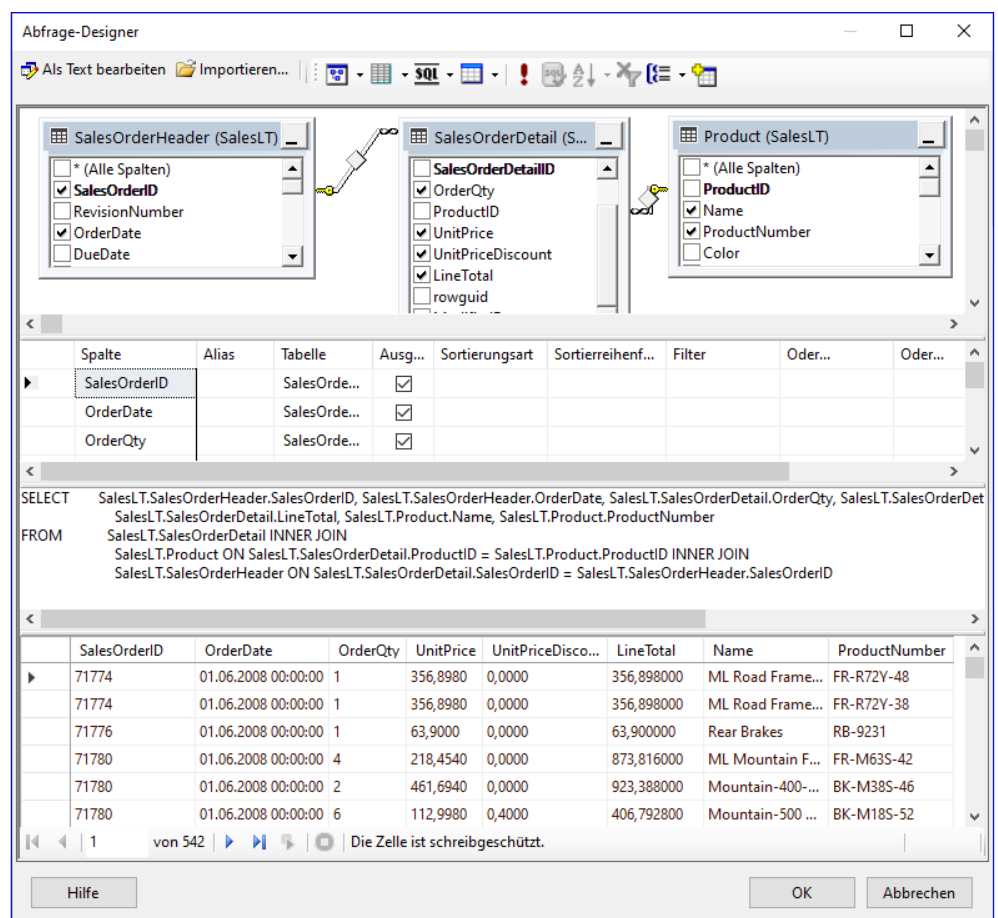 Abfrage-Designer
Als Text bearbeiten Importieren... SQL
SalesOrderHeader (SalesLT)
* (Alle Spalten)
SalesOrderID
RevisionNumber
OrderDate
DueDate
SalesOrderDetail (S...
SalesOrderDetailID
OrderQty
ProductID
UnitPrice
UnitPriceDiscount
LineTotal
rowguid
Product (SalesLT)
* (Alle Spalten)
ProductID
Name
ProductNumber
Color
Spalte Alias Tabelle Ausg... Sortierungsart Sortierreihenf... Filter Oder... Oder...
SalesOrderID SalesOrde...
OrderDate SalesOrde...
OrderQty SalesOrde...
SELECT SalesLT.SalesOrderHeader.SalesOrderID, SalesLT.SalesOrderHeader.OrderDate, SalesLT.SalesOrderDetail.OrderQty, SalesLT.SalesOrderDet
SalesLT.SalesOrderDetail.LineTotal, SalesLT.Product.Name, SalesLT.Product.ProductNumber
FROM SalesLT.SalesOrderDetail INNER JOIN
SalesLT.Product ON SalesLT.SalesOrderDetail.ProductID = SalesLT.Product.ProductID INNER JOIN
SalesLT.SalesOrderHeader ON SalesLT.SalesOrderDetail.SalesOrderID = SalesLT.SalesOrderHeader.SalesOrderID
SalesOrderID OrderDate OrderQty UnitPrice UnitPriceDisco... LineTotal Name ProductNumber
71774 01.06.2008 00:00:00 1 356,8980 0,0000 356,898000 ML Road Frame... FR-R72Y-48
71774 01.06.2008 00:00:00 1 356,8980 0,0000 356,898000 ML Road Frame... FR-R72Y-38
71776 01.06.2008 00:00:00 1 63,9000 0,0000 63,900000 Rear Brakes RB-9231
71780 01.06.2008 00:00:00 4 218,4540 0,0000 873,816000 ML Mountain F... FR-M63S-42
71780 01.06.2008 00:00:00 2 461,6940 0,0000 923,388000 Mountain-400-... BK-M38S-46
71780 01.06.2008 00:00:00 6 112,9980 0,4000 406,792800 Mountain-500 ... BK-M18S-52
1 von 542 Die Zelle ist schreibgeschützt.
Hilfe OK Abbrechen